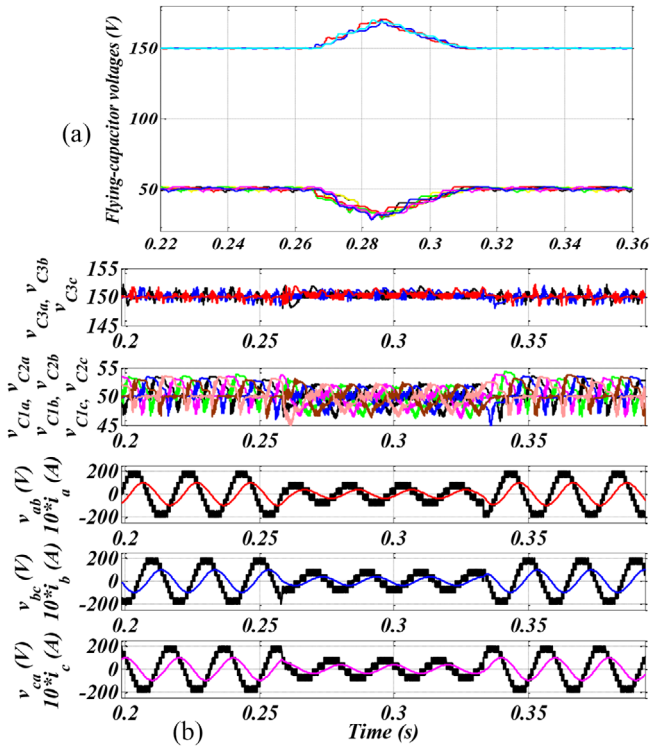 Flying-capacitor voltages (V)
150
100
50
(a)
0.22 0.24 0.26 0.28 0.3 0.32 0.34 0.36
v_C3a, v_C3b
v_C3c
155
150
145
0.2 0.25 0.3 0.35
v_C1a, v_C2a
v_C1b, v_C2b
v_C1c, v_C2c
55
50
45
0.2 0.25 0.3 0.35
v_ab (V)
10*i_a (A)
200
0
-200
0.2 0.25 0.3 0.35
v_bc (V)
10*i_b (A)
200
0
-200
0.2 0.25 0.3 0.35
v_ca (V)
10*i_c (A)
200
0
-200
0.2 0.25 0.3 0.35
(b) Time (s)